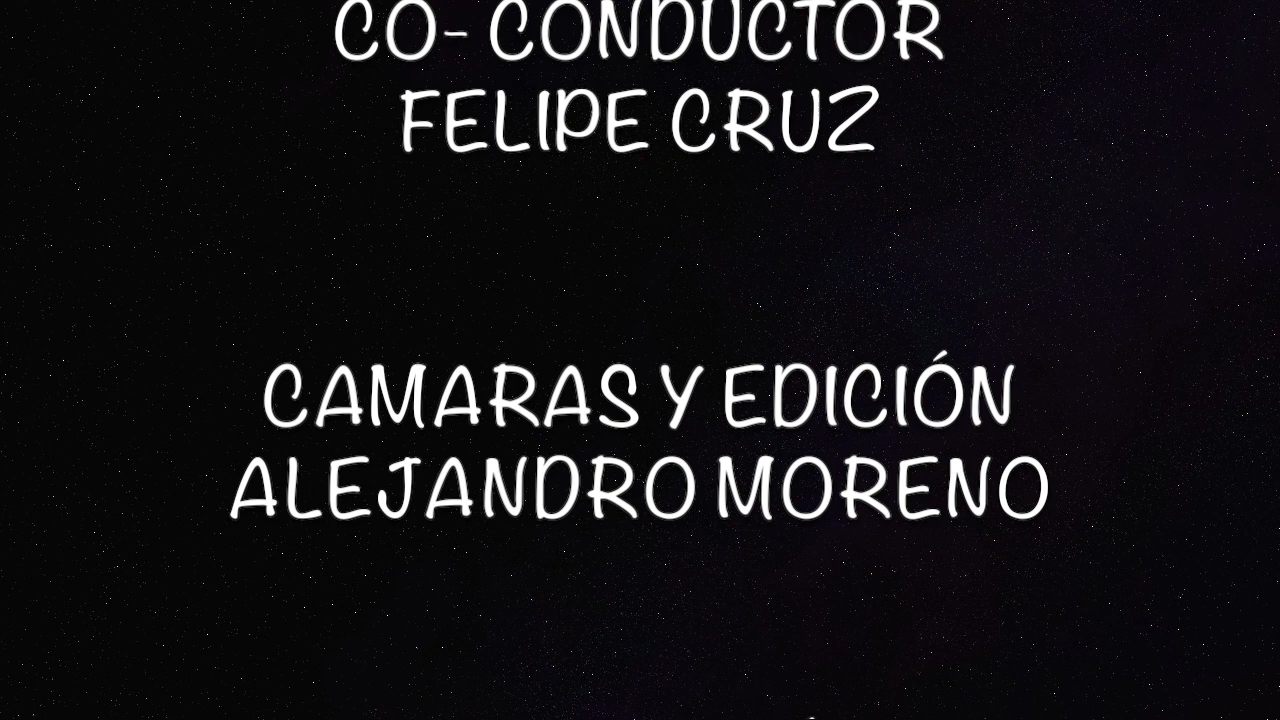 CO- CONDUCTOR
FELIPE CRUZ
CAMARAS Y EDICIÓN
ALEJANDRO MORENO